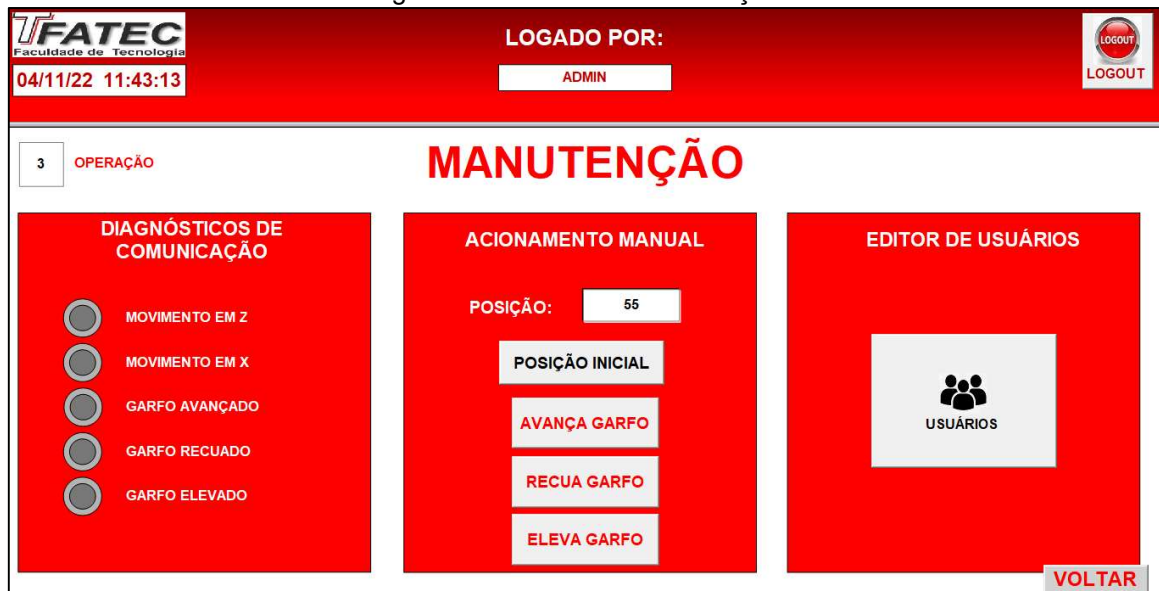 FATEC
Faculdade de Tecnologia
04/11/22 11:43:13
LOGADO POR:
ADMIN
LOGOUT
LOGOUT
3 OPERAÇÃO
MANUTENÇÃO
DIAGNÓSTICOS DE
COMUNICAÇÃO
MOVIMENTO EM Z
MOVIMENTO EM X
GARFO AVANÇADO
GARFO RECUADO
GARFO ELEVADO
ACIONAMENTO MANUAL
POSIÇÃO: 55
POSIÇÃO INICIAL
AVANÇA GARFO
RECUA GARFO
ELEVA GARFO
EDITOR DE USUÁRIOS
USUÁRIOS
VOLTAR